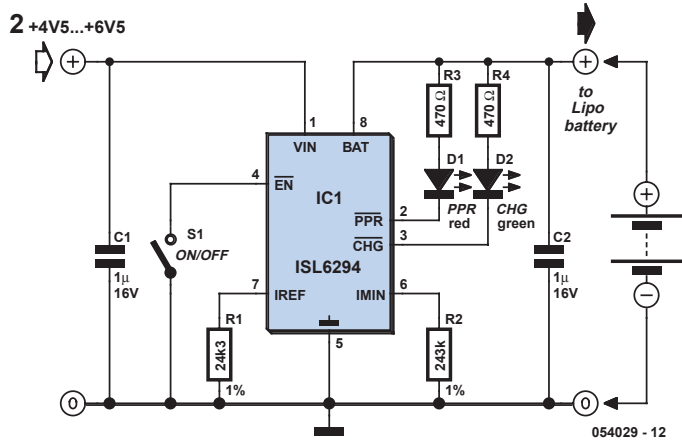 2 +4V5...+6V5
+
+
to
Lipo
battery
R3
470 Ω
R4
470 Ω
1
8
VIN
BAT
4
EN
IC1
D1
D2
PPR
red
CHG
green
2
PPR
3
CHG
S1
ON/OFF
C1
1µ
16V
ISL6294
C2
1µ
16V
+
–
7
IREF
IMIN
6
R1
24k3
1%
R2
243k
1%
5
0
0
054029 - 12